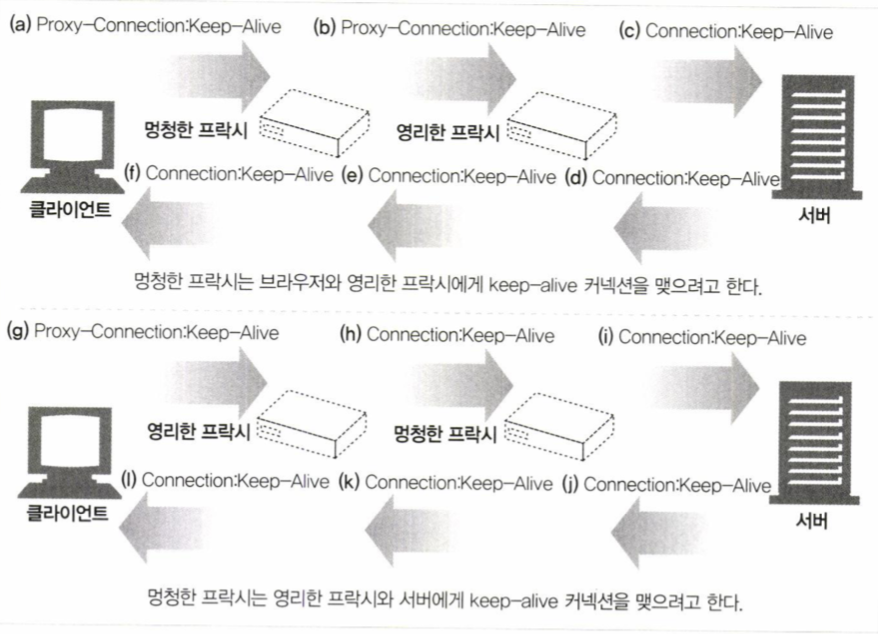 (a) Proxy-Connection:Keep-Alive (b) Proxy-Connection:Keep-Alive (c) Connection:Keep-Alive
멍청한 프락시 영리한 프락시
(f) Connection:Keep-Alive (e) Connection:Keep-Alive (d) Connection:Keep-Alive
클라이언트 서버
멍청한 프락시는 브라우저와 영리한 프락시에게 keep-alive 커넥션을 맺으려고 한다.
(g) Proxy-Connection:Keep-Alive (h) Connection:Keep-Alive (i) Connection:Keep-Alive
영리한 프락시 멍청한 프락시
(l) Connection:Keep-Alive (k) Connection:Keep-Alive (j) Connection:Keep-Alive
클라이언트 서버
멍청한 프락시는 영리한 프락시와 서버에게 keep-alive 커넥션을 맺으려고 한다.